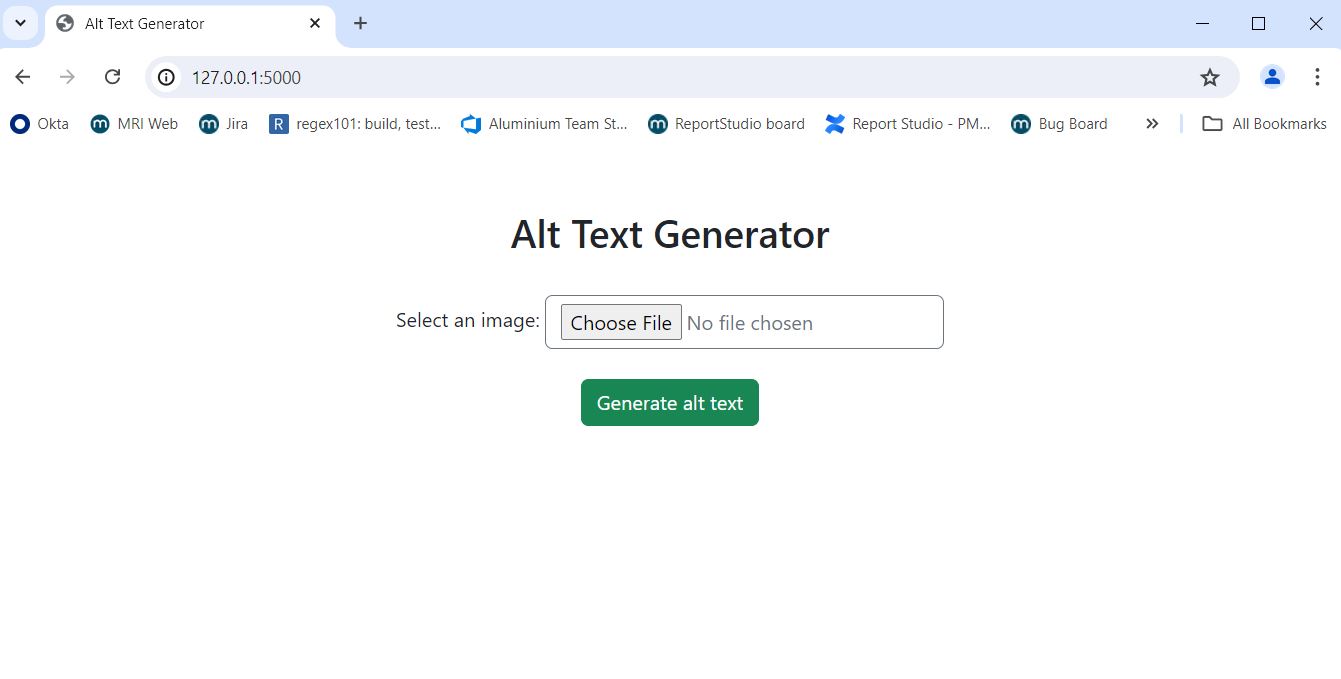 Alt Text Generator
127.0.0.1:5000
Okta MRI Web Jira R regex101: build, test... Aluminium Team St... ReportStudio board Report Studio - PM... Bug Board All Bookmarks
Alt Text Generator
Select an image: Choose File No file chosen
Generate alt text